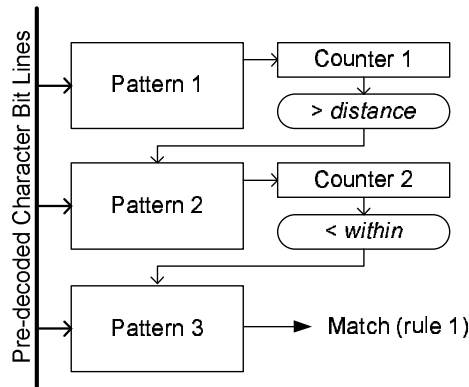 Pre-decoded Character Bit Lines
Pattern 1
Counter 1
> distance
Pattern 2
Counter 2
< within
Pattern 3
Match (rule 1)